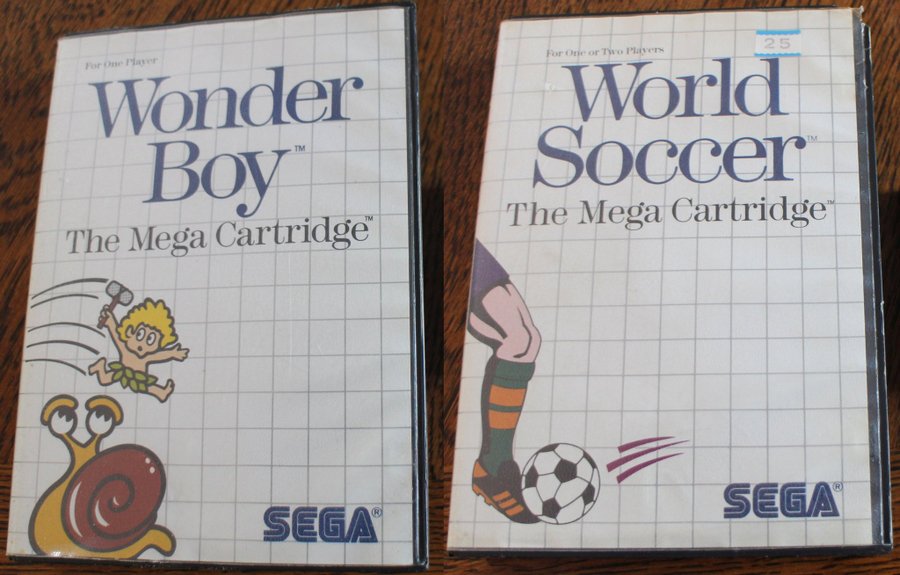 For One Player
Wonder
Boy™
The Mega Cartridge™
SEGA®
For One or Two Players
25
World
Soccer™
The Mega Cartridge™
SEGA®